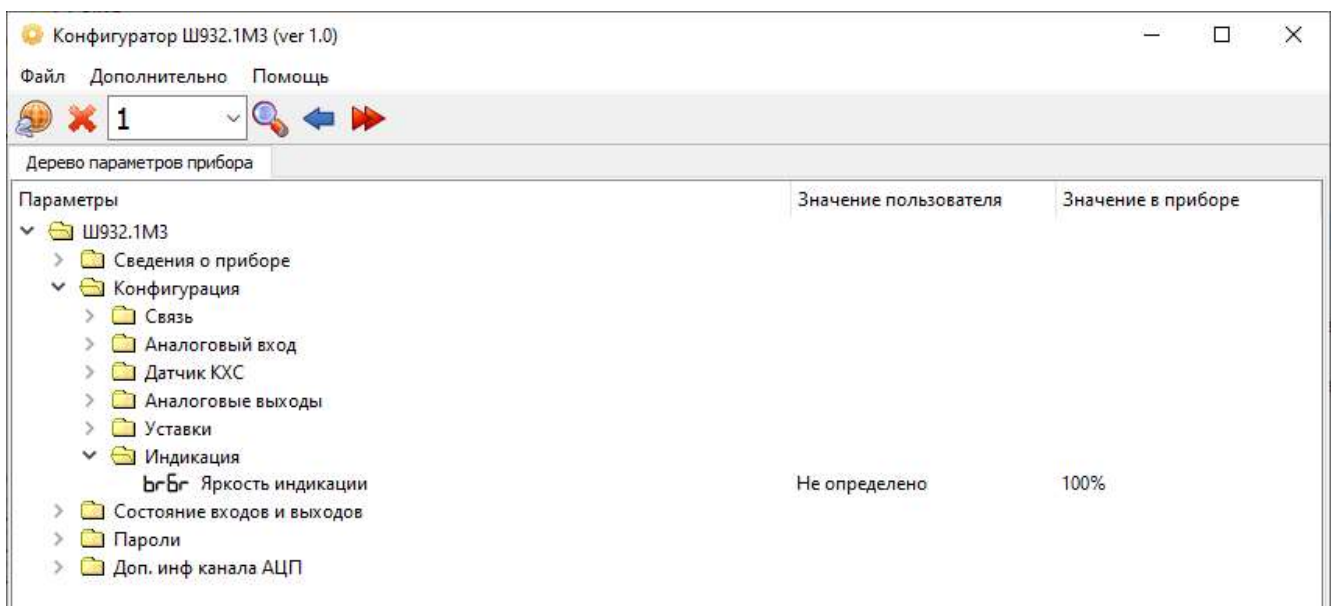 Конфигуратор Ш932.1М3 (ver 1.0)
Файл Дополнительно Помощь
1
Дерево параметров прибора
Параметры Значение пользователя Значение в приборе
Ш932.1М3
Сведения о приборе
Конфигурация
Связь
Аналоговый вход
Датчик КХС
Аналоговые выходы
Уставки
Индикация
brБr Яркость индикации Не определено 100%
Состояние входов и выходов
Пароли
Доп. инф канала АЦП